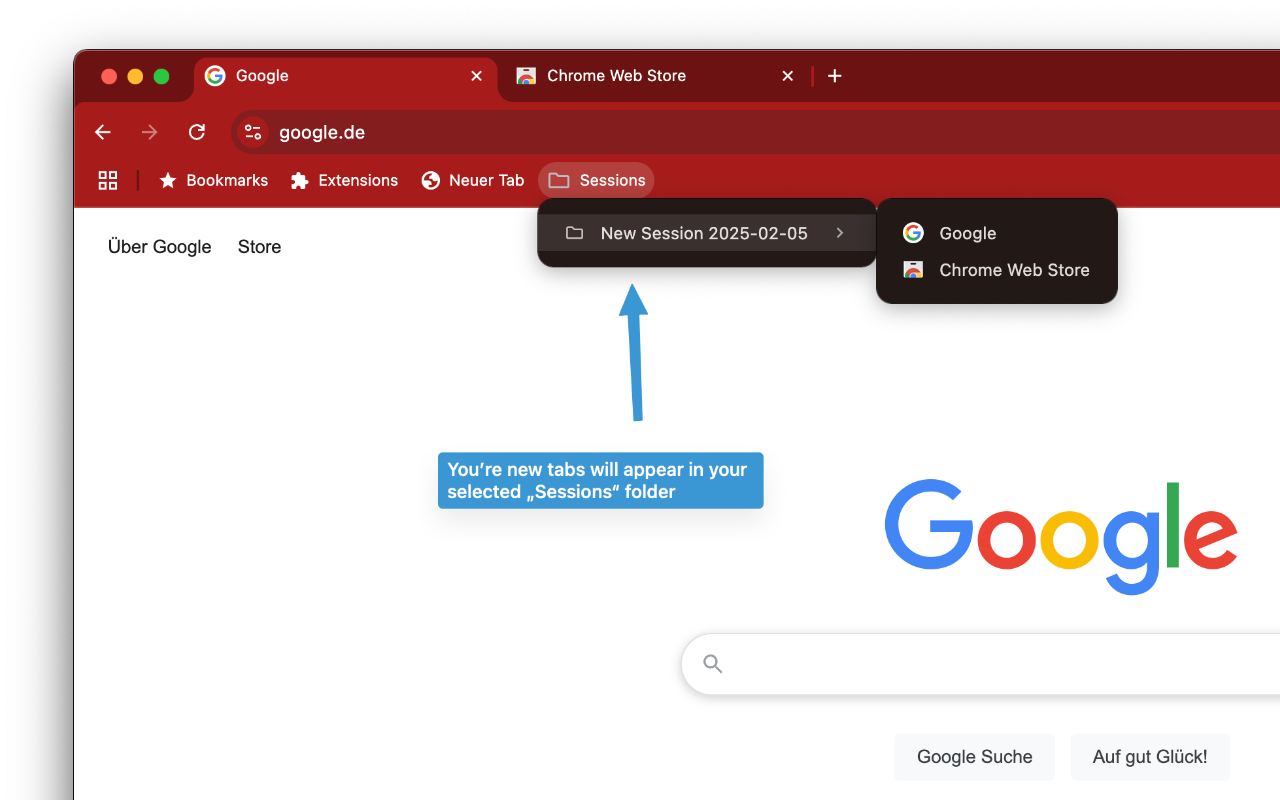 Google
Chrome Web Store
google.de
Bookmarks
Extensions
Neuer Tab
Sessions
New Session 2025-02-05
Google
Chrome Web Store
Über Google
Store
You’re new tabs will appear in your
selected „Sessions“ folder
Google
Google Suche
Auf gut Glück!